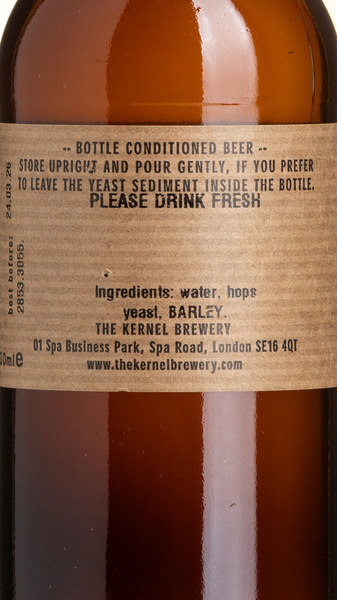 -- BOTTLE CONDITIONED BEER --
STORE UPRIGHT AND POUR GENTLY, IF YOU PREFER
TO LEAVE THE YEAST SEDIMENT INSIDE THE BOTTLE.
PLEASE DRINK FRESH
best before: 24.03.26
2853.3055.
Ingredients: water, hops
yeast, BARLEY.
THE KERNEL BREWERY
01 Spa Business Park, Spa Road, London SE16 4QT
www.thekernelbrewery.com